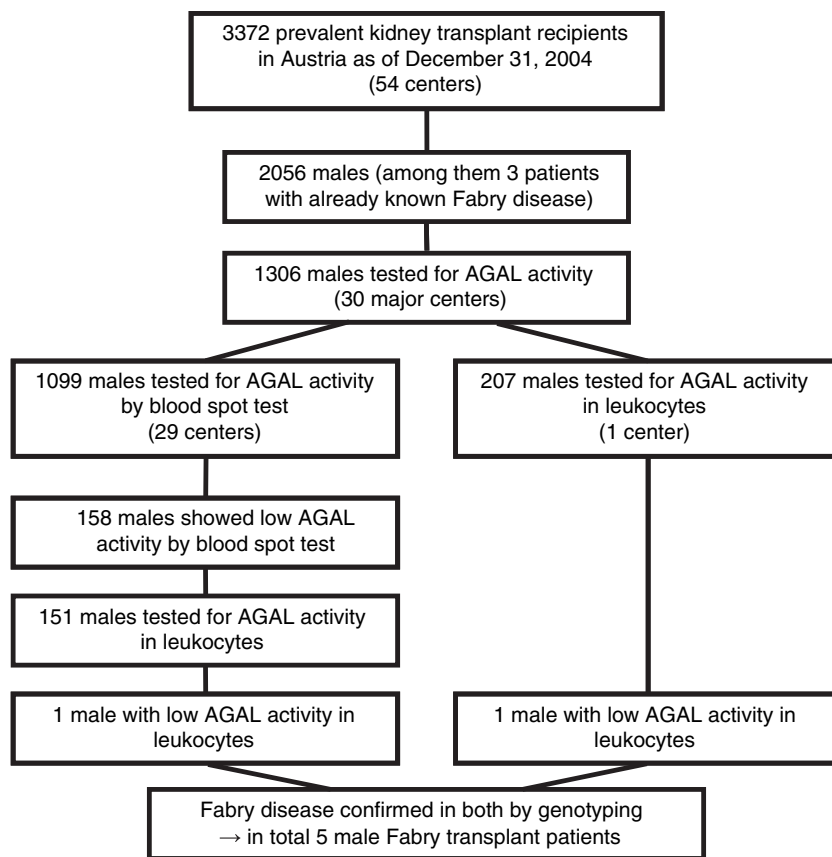 3372 prevalent kidney transplant recipients
in Austria as of December 31, 2004
(54 centers)
2056 males (among them 3 patients
with already known Fabry disease)
1306 males tested for AGAL activity
(30 major centers)
1099 males tested for AGAL activity
by blood spot test
(29 centers)
207 males tested for AGAL activity
in leukocytes
(1 center)
158 males showed low AGAL
activity by blood spot test
151 males tested for AGAL activity
in leukocytes
1 male with low AGAL activity in
leukocytes
1 male with low AGAL activity in
leukocytes
Fabry disease confirmed in both by genotyping
→ in total 5 male Fabry transplant patients